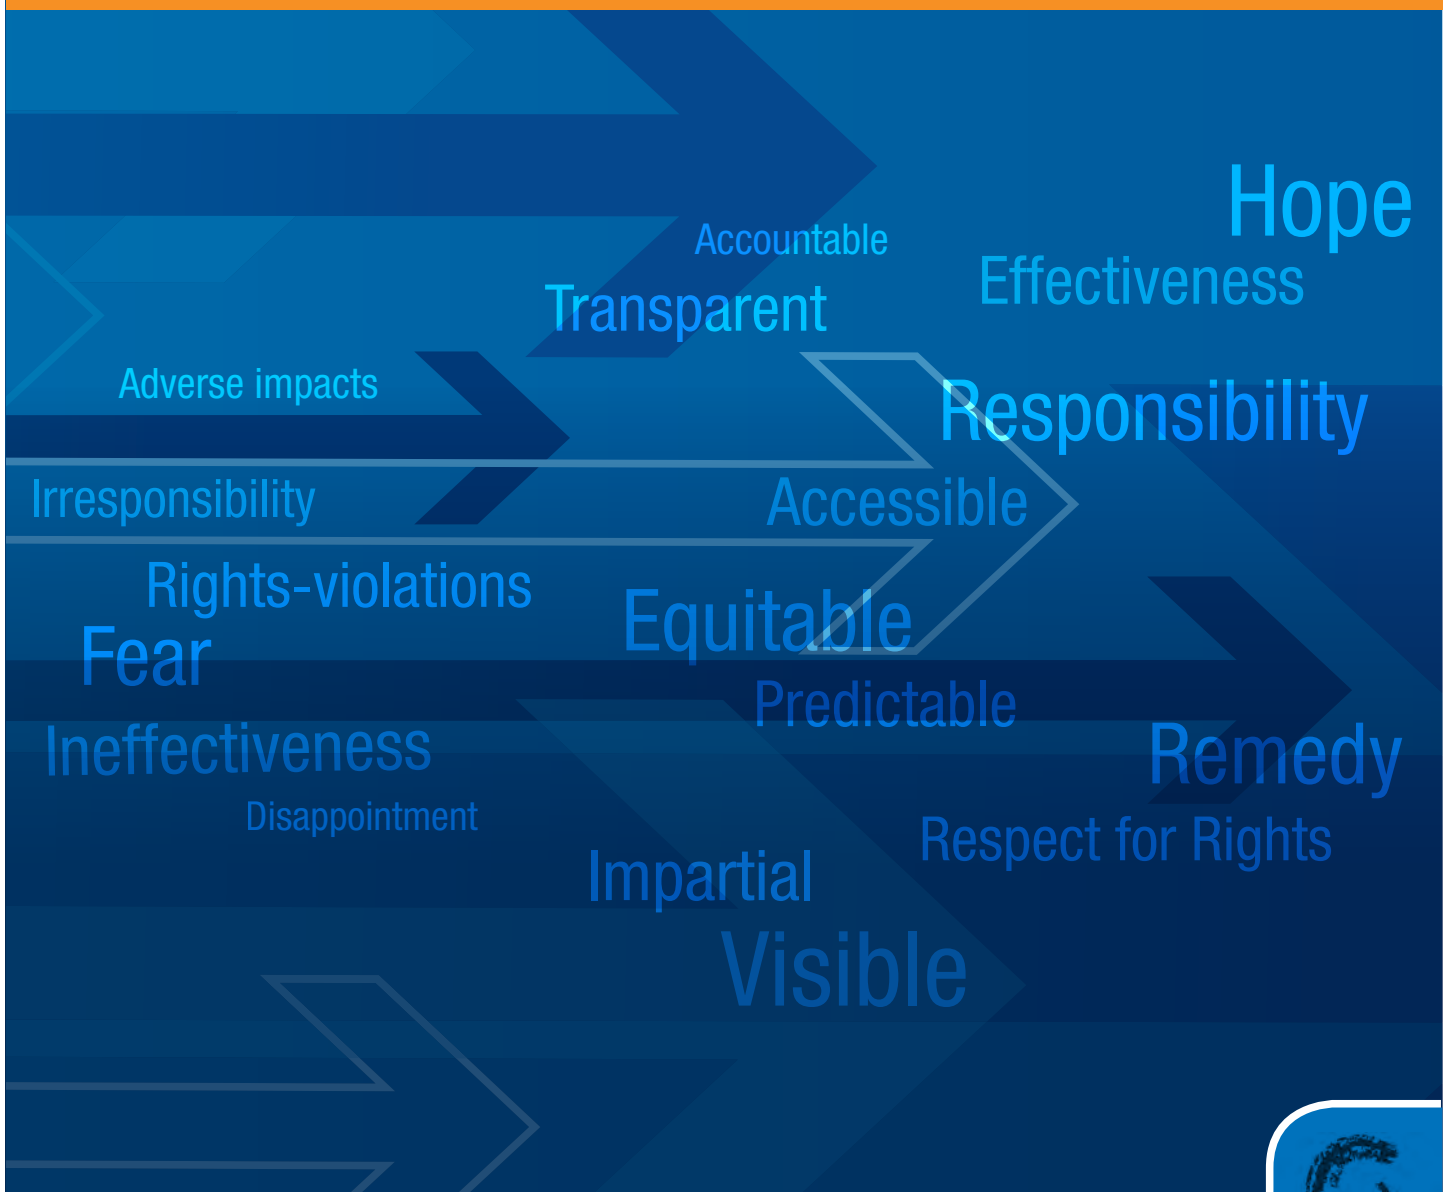 Hope
Accountable
Effectiveness
Transparent
Adverse impacts
Responsibility
Irresponsibility
Accessible
Rights-violations
Equitable
Fear
Predictable
Ineffectiveness
Remedy
Disappointment
Respect for Rights
Impartial
Visible